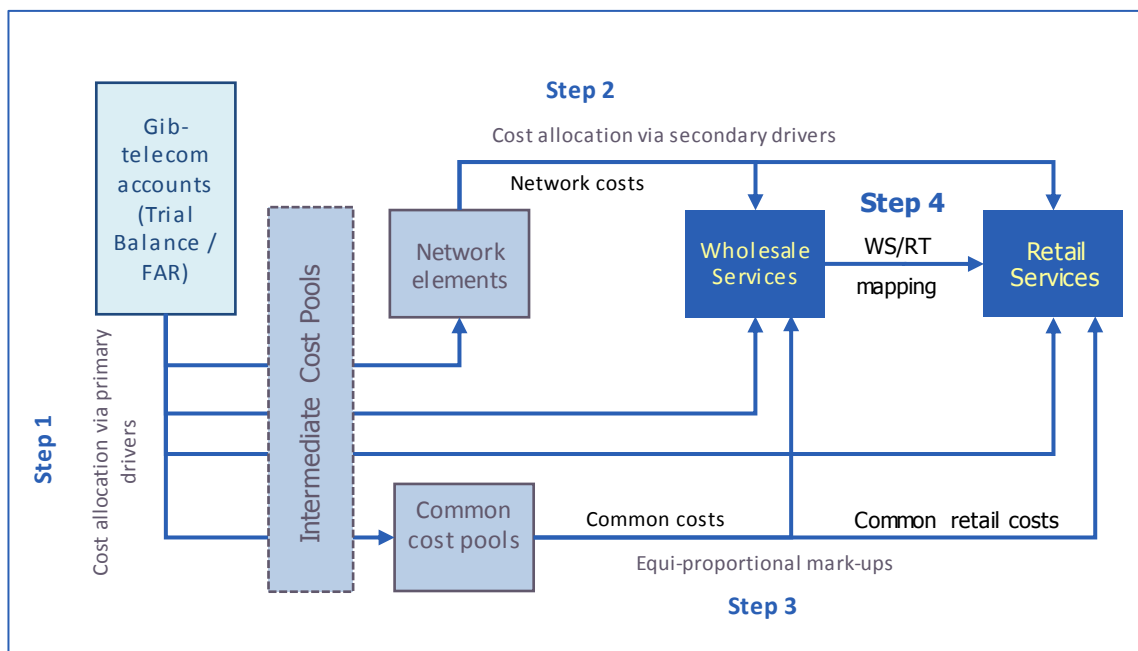 Step 2
Cost allocation via secondary drivers
Gib-
telecom
accounts
(Trial
Balance /
FAR)
Network costs
Step 4
Network
elements
Wholesale
Services
WS/RT
mapping
Retail
Services
Intermediate Cost Pools
Step 1
Cost allocation via primary
drivers
Common
cost pools
Common costs
Common retail costs
Equi-proportional mark-ups
Step 3